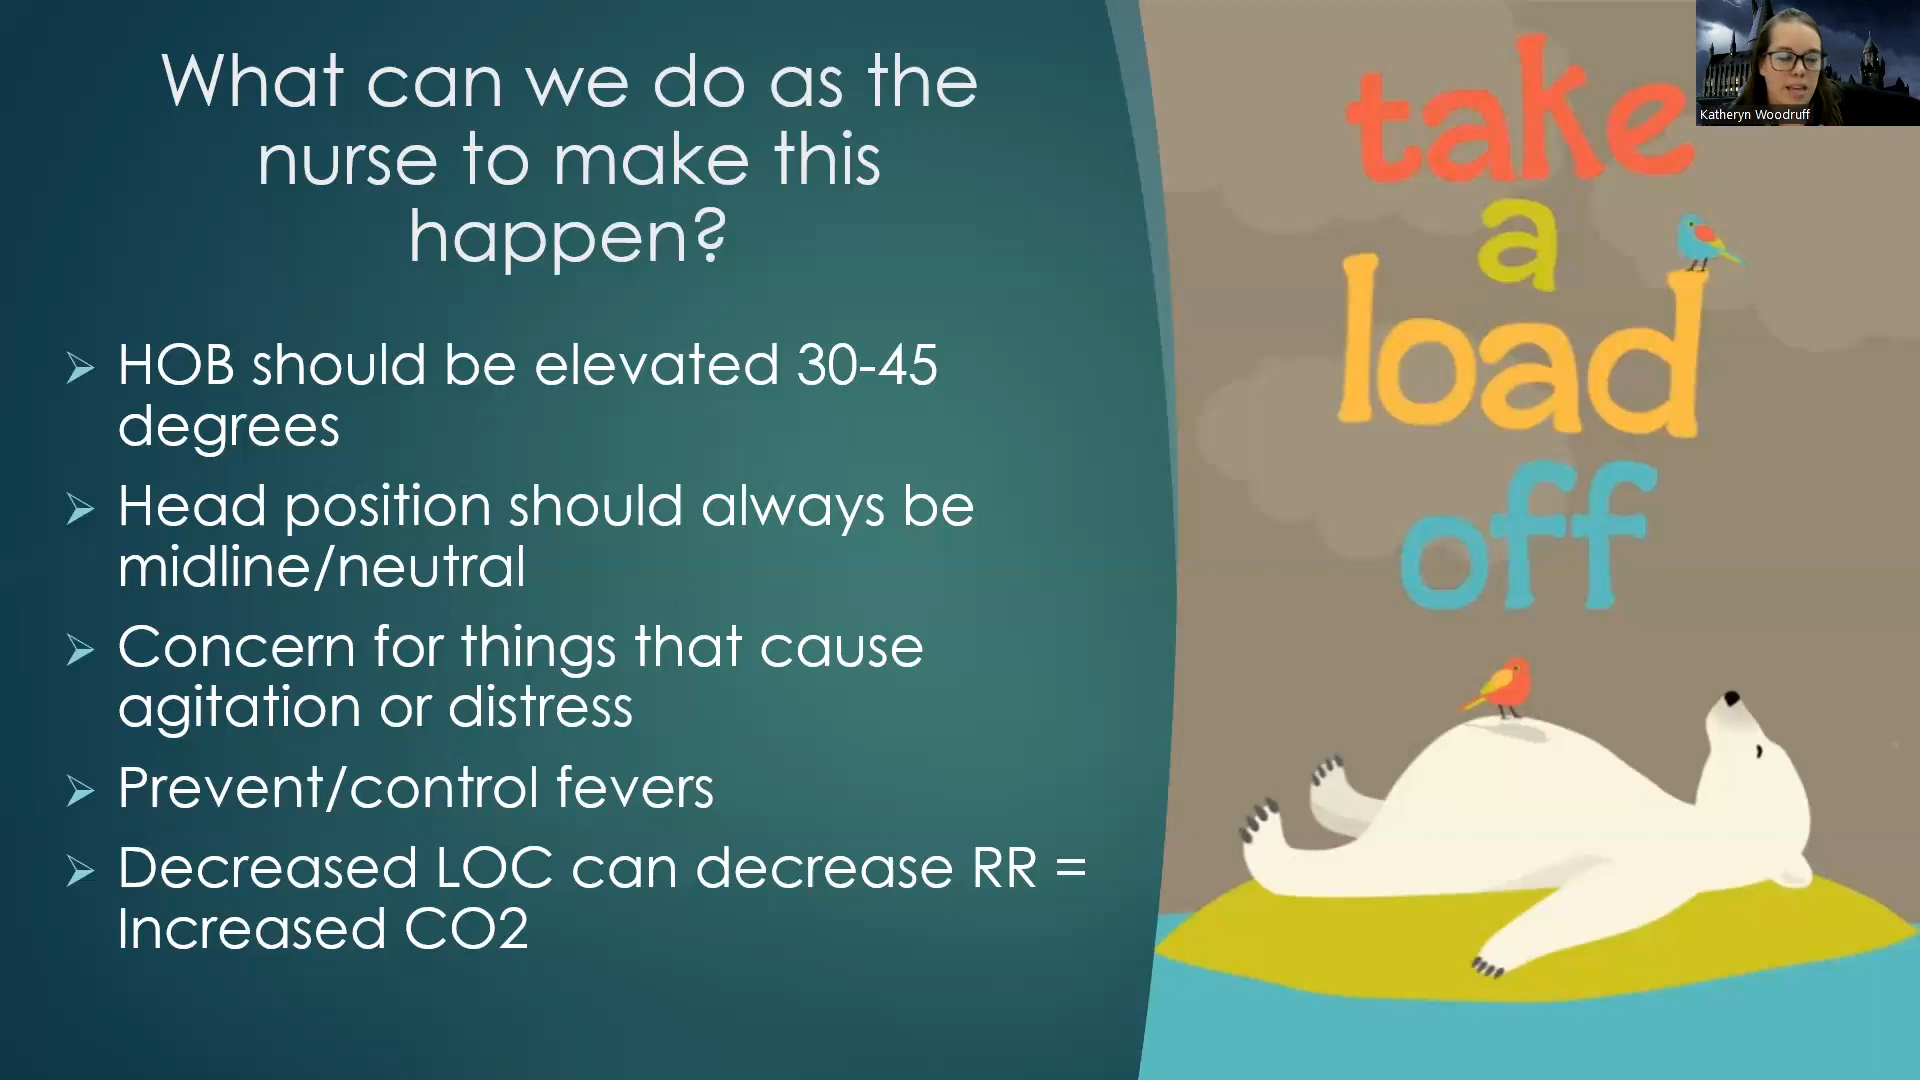 What can we do as the
nurse to make this
happen?
HOB should be elevated 30-45
degrees
Head position should always be
midline/neutral
Concern for things that cause
agitation or distress
Prevent/control fevers
Decreased LOC can decrease RR =
Increased CO2
take
a
load
off
Katheryn Woodruff